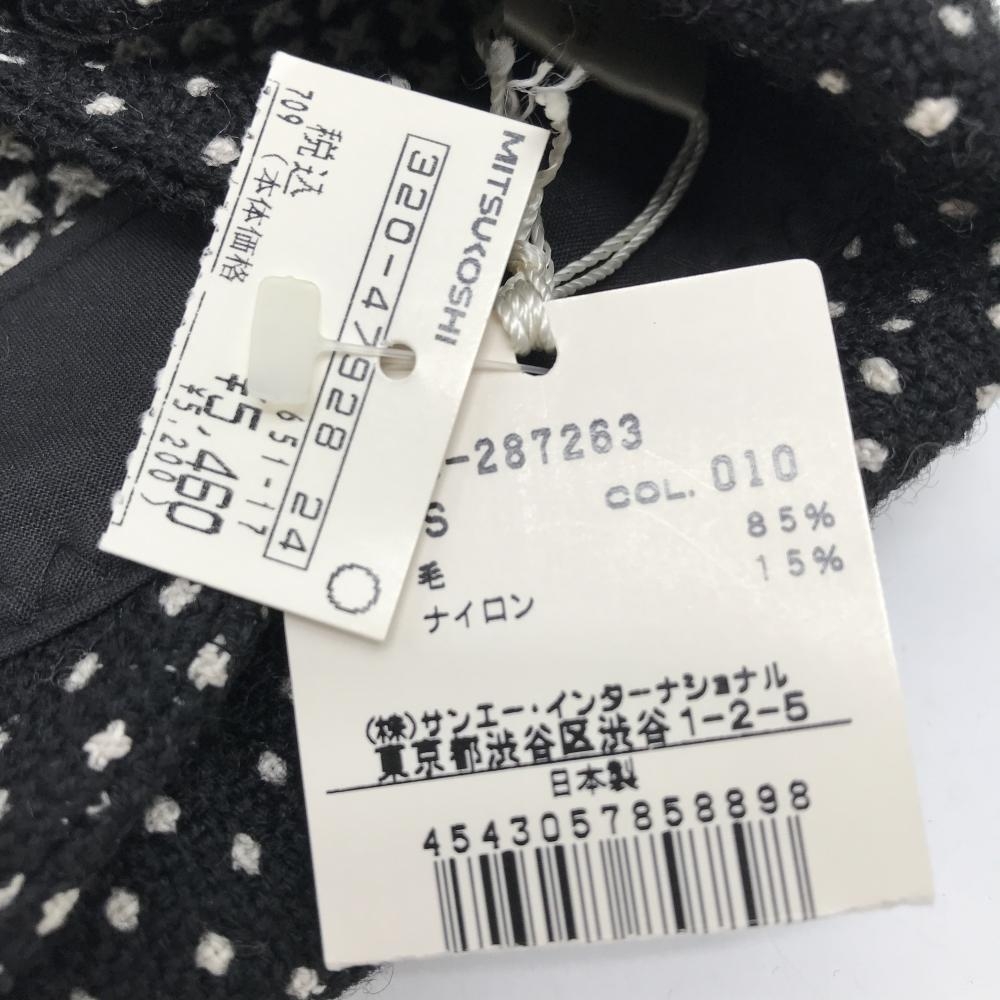 MITSUKOSHI
320-47928 24
709
税込
(本体価格
651-17
¥5,460
¥5,200)
-287263
COL. 010
S
毛 85%
ナイロン 15%
(株)サンエー・インターナショナル
東京都渋谷区渋谷1-2-5
日本製
4543057858898